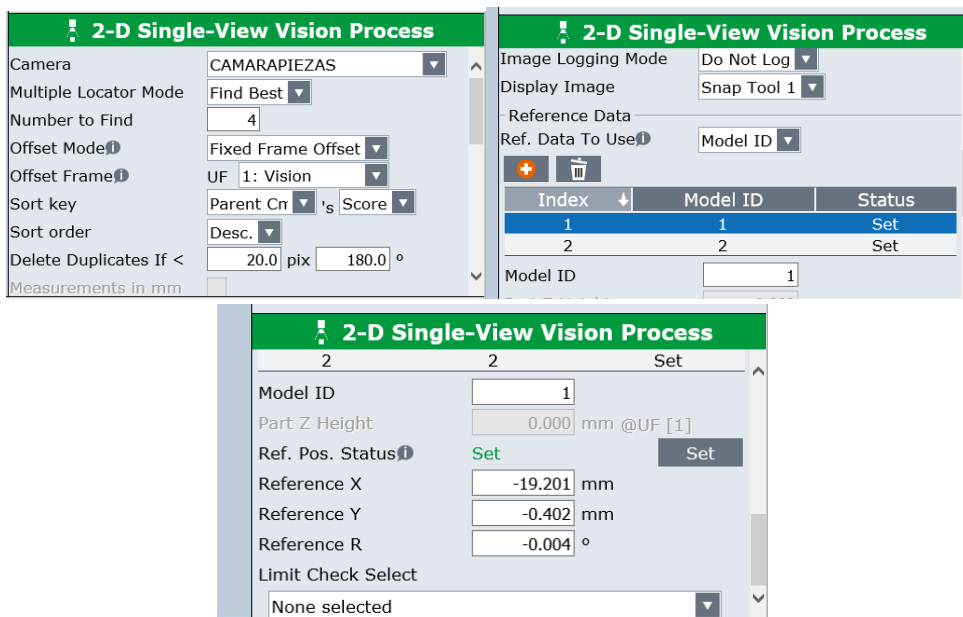 2-D Single-View Vision Process
Camera CAMARAPIEZAS
Multiple Locator Mode Find Best
Number to Find 4
Offset Mode Fixed Frame Offset
Offset Frame UF 1: Vision
Sort key Parent Cm 's Score
Sort order Desc.
Delete Duplicates If < 20.0 pix 180.0 °
Measurements in mm
2-D Single-View Vision Process
Image Logging Mode Do Not Log
Display Image Snap Tool 1
Reference Data
Ref. Data To Use Model ID
Index Model ID Status
1 1 Set
2 2 Set
Model ID 1
2-D Single-View Vision Process
2 2 Set
Model ID 1
Part Z Height 0.000 mm @UF [1]
Ref. Pos. Status Set Set
Reference X -19.201 mm
Reference Y -0.402 mm
Reference R -0.004 °
Limit Check Select
None selected